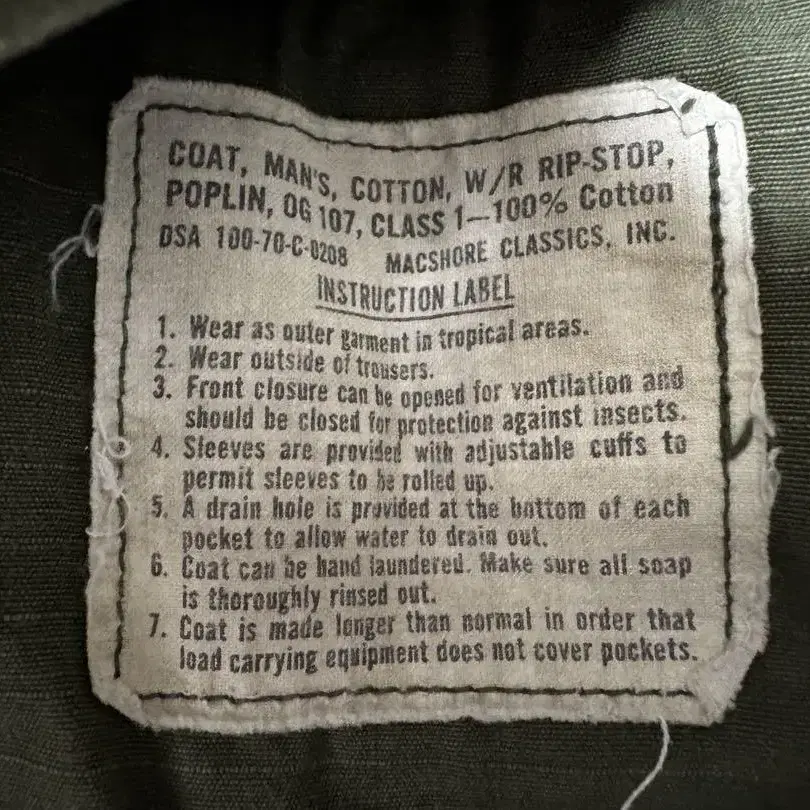 COAT, MAN'S, COTTON, W/R RIP-STOP,
POPLIN, OG 107, CLASS 1—100% Cotton
DSA 100-70-C-0208 MACSHORE CLASSICS, INC.
INSTRUCTION LABEL
1. Wear as outer garment in tropical areas.
2. Wear outside of trousers.
3. Front closure can be opened for ventilation and
should be closed for protection against insects.
4. Sleeves are provided with adjustable cuffs to
permit sleeves to be rolled up.
5. A drain hole is provided at the bottom of each
pocket to allow water to drain out.
6. Coat can be hand laundered. Make sure all soap
is thoroughly rinsed out.
7. Coat is made longer than normal in order that
load carrying equipment does not cover pockets.